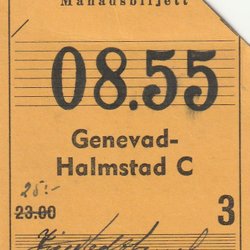 Månadsbiljett
08.55
Genevad-
Halmstad C
25:-
23.00
3